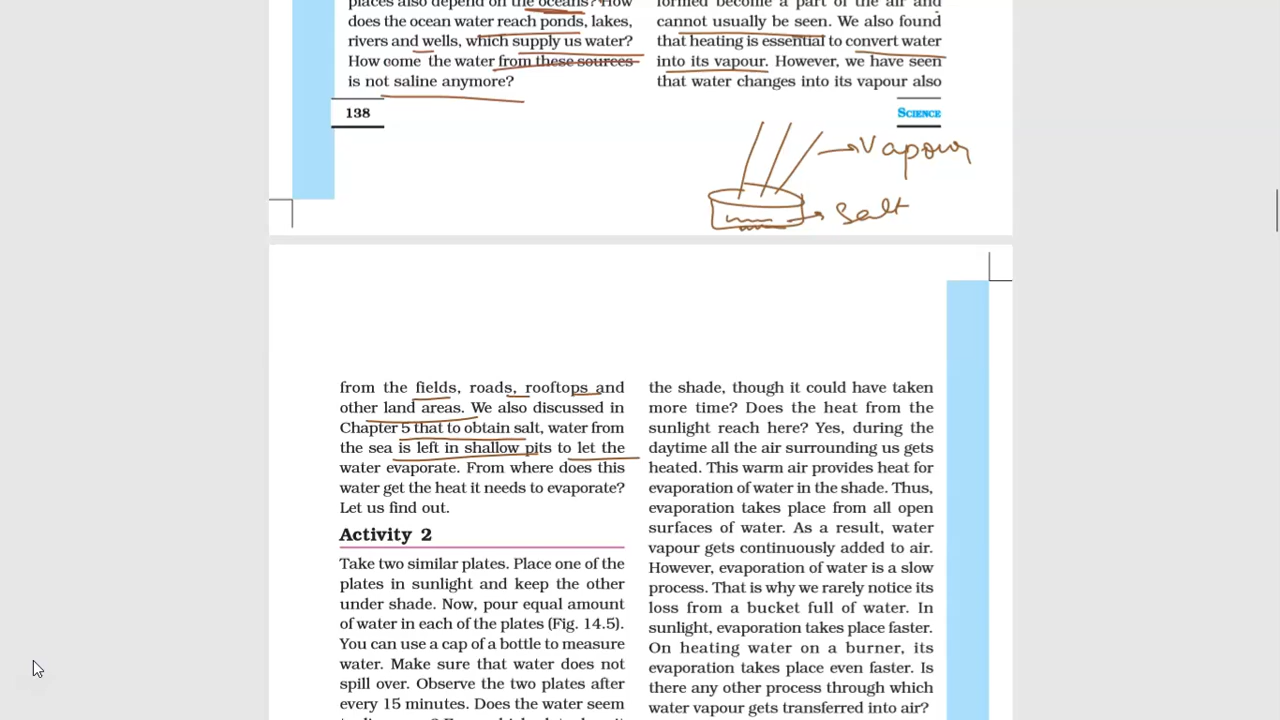 places also depend on the oceans? How
does the ocean water reach ponds, lakes,
rivers and wells, which supply us water?
How come the water from these sources
is not saline anymore?
formed become a part of the air and
cannot usually be seen. We also found
that heating is essential to convert water
into its vapour. However, we have seen
that water changes into its vapour also
138
SCIENCE
Vapour
Salt
from the fields, roads, rooftops and
other land areas. We also discussed in
Chapter 5 that to obtain salt, water from
the sea is left in shallow pits to let the
water evaporate. From where does this
water get the heat it needs to evaporate?
Let us find out.
Activity 2
Take two similar plates. Place one of the
plates in sunlight and keep the other
under shade. Now, pour equal amount
of water in each of the plates (Fig. 14.5).
You can use a cap of a bottle to measure
water. Make sure that water does not
spill over. Observe the two plates after
every 15 minutes. Does the water seem
the shade, though it could have taken
more time? Does the heat from the
sunlight reach here? Yes, during the
daytime all the air surrounding us gets
heated. This warm air provides heat for
evaporation of water in the shade. Thus,
evaporation takes place from all open
surfaces of water. As a result, water
vapour gets continuously added to air.
However, evaporation of water is a slow
process. That is why we rarely notice its
loss from a bucket full of water. In
sunlight, evaporation takes place faster.
On heating water on a burner, its
evaporation takes place even faster. Is
there any other process through which
water vapour gets transferred into air?